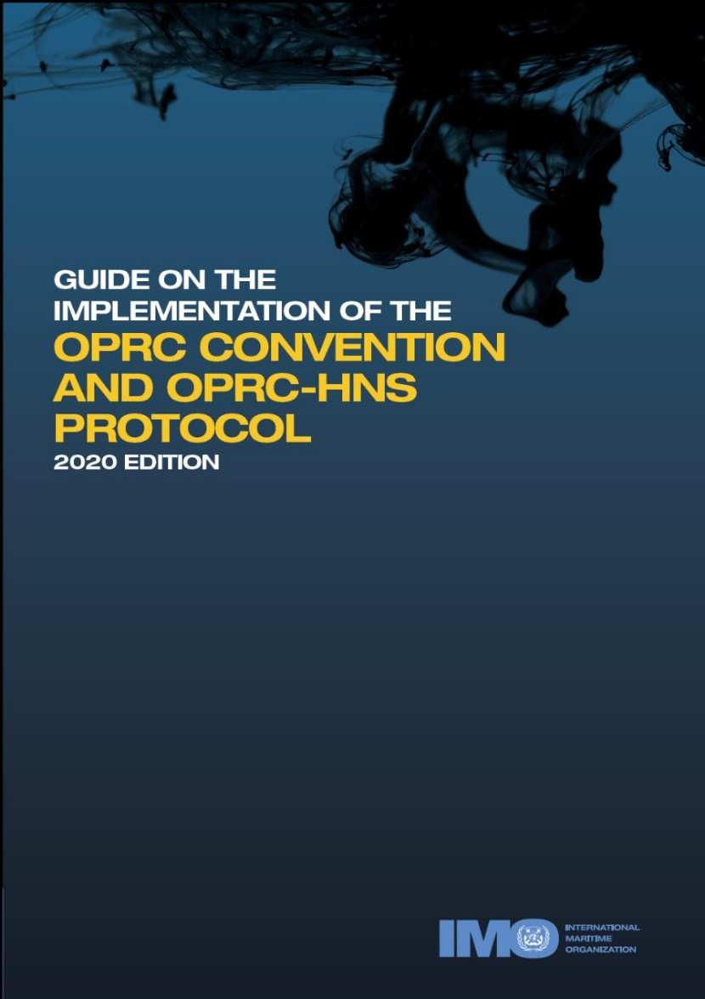 GUIDE ON THE
IMPLEMENTATION OF THE
OPRC CONVENTION
AND OPRC-HNS
PROTOCOL
2020 EDITION
IMO
INTERNATIONAL
MARITIME
ORGANIZATION